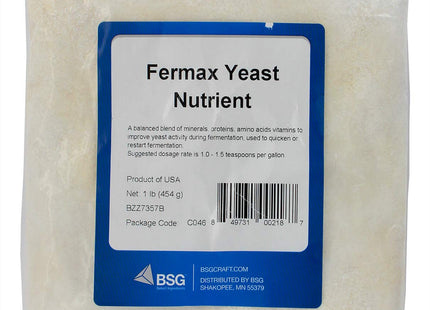 Fermax Yeast
Nutrient
A balanced blend of minerals, proteins, amino acids vitamins to
improve yeast activity during fermentation, used to quicken or
restart fermentation.
Suggested dosage rate is 1.0 - 1.5 teaspoons per gallon
Product of USA
Net  1 lb (454 g)
BZZ7357B
Package Code C046
8 49731 00218 7
BSG
Select Ingredients
BSGCRAFT.COM
DISTRIBUTED BY BSG
SHAKOPEE, MN 55379